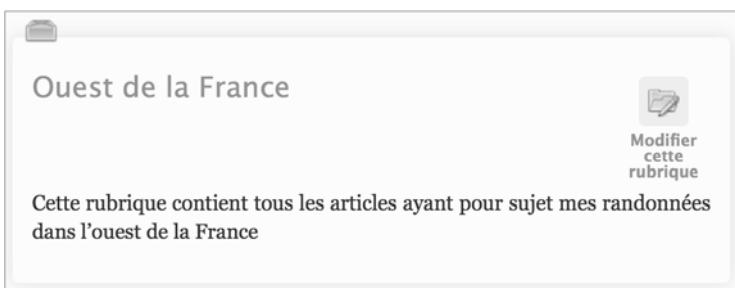 Ouest de la France
Modifier
cette
rubrique
Cette rubrique contient tous les articles ayant pour sujet mes randonnées
dans l’ouest de la France